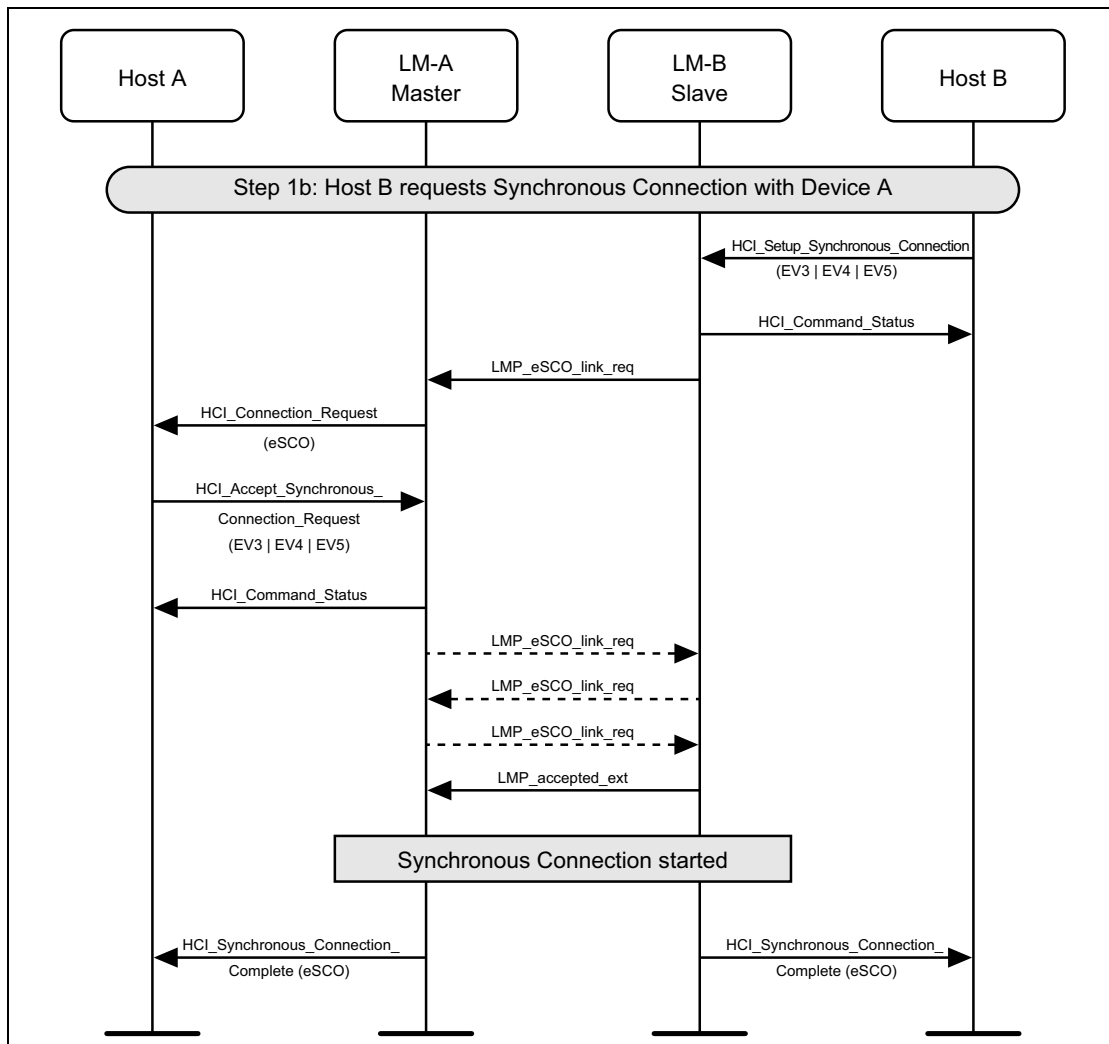 Host A
LM-A
Master
LM-B
Slave
Host B
Step 1b: Host B requests Synchronous Connection with Device A
HCI_Setup_Synchronous_Connection
(EV3 | EV4 | EV5)
HCI_Command_Status
LMP_eSCO_link_req
HCI_Connection_Request
(eSCO)
HCI_Accept_Synchronous_
Connection_Request
(EV3 | EV4 | EV5)
HCI_Command_Status
LMP_eSCO_link_req
LMP_eSCO_link_req
LMP_eSCO_link_req
LMP_accepted_ext
Synchronous Connection started
HCI_Synchronous_Connection_
Complete (eSCO)
HCI_Synchronous_Connection_
Complete (eSCO)